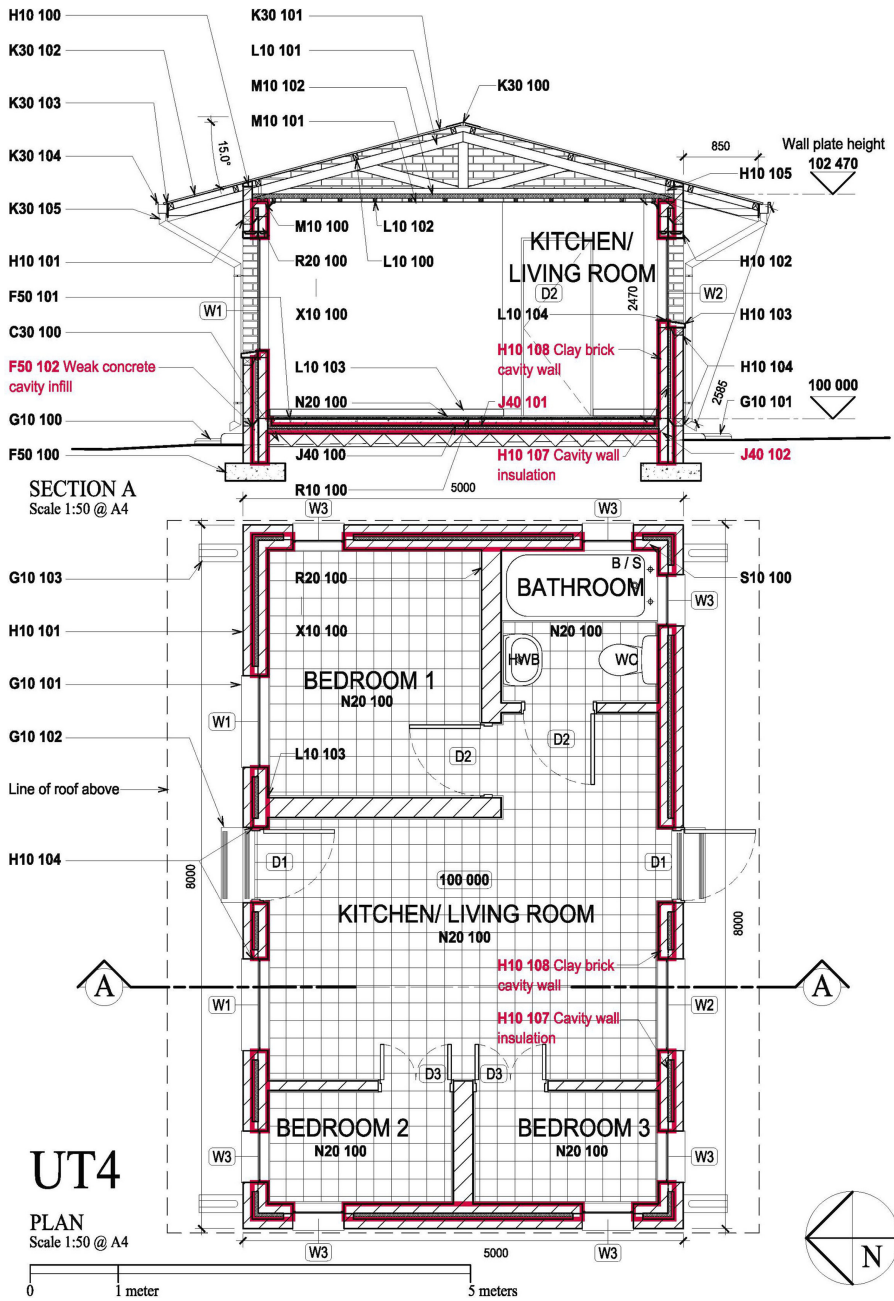 H10 100
K30 102
K30 103
K30 104
K30 105
H10 101
F50 101
C30 100
F50 102 Weak concrete
cavity infill
G10 100
F50 100
K30 101
L10 101
M10 102
M10 101
K30 100
15.0°
850
Wall plate height
102 470
H10 105
M10 100
R20 100
L10 102
L10 100
KITCHEN/
LIVING ROOM
D2
2470
W1
X10 100
L10 103
N20 100
J40 101
J40 100
R10 100
L10 104
H10 108 Clay brick
cavity wall
H10 107 Cavity wall
insulation
W2
H10 102
H10 103
H10 104
2585
100 000
G10 101
J40 102
SECTION A
Scale 1:50 @ A4
5000
W3
W3
G10 103
H10 101
G10 101
G10 102
Line of roof above
H10 104
R20 100
X10 100
BEDROOM 1
N20 100
L10 103
BATHROOM
B / S
N20 100
HWB
WC
S10 100
W3
W1
D2
D2
D1
D1
8000
8000
100 000
KITCHEN/ LIVING ROOM
N20 100
H10 108 Clay brick
cavity wall
H10 107 Cavity wall
insulation
A
A
W1
W2
D3
D3
BEDROOM 2
N20 100
BEDROOM 3
N20 100
W3
W3
W3
W3
5000
UT4
PLAN
Scale 1:50 @ A4
0
1 meter
5 meters
N